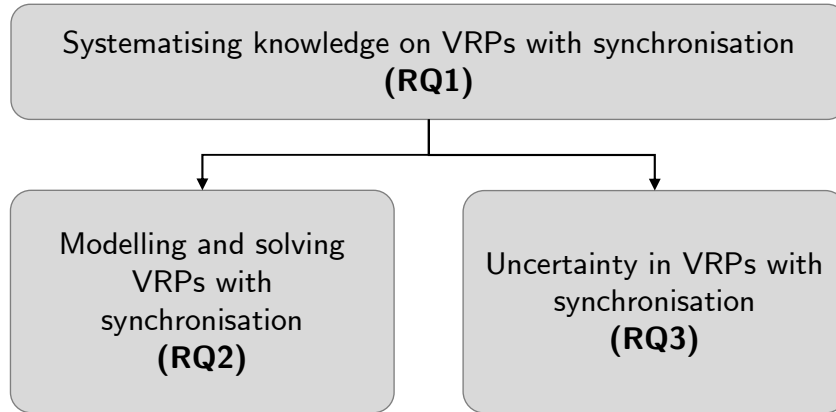 Systematising knowledge on VRPs with synchronisation
(RQ1)
Modelling and solving
VRPs with
synchronisation
(RQ2)
Uncertainty in VRPs with
synchronisation
(RQ3)